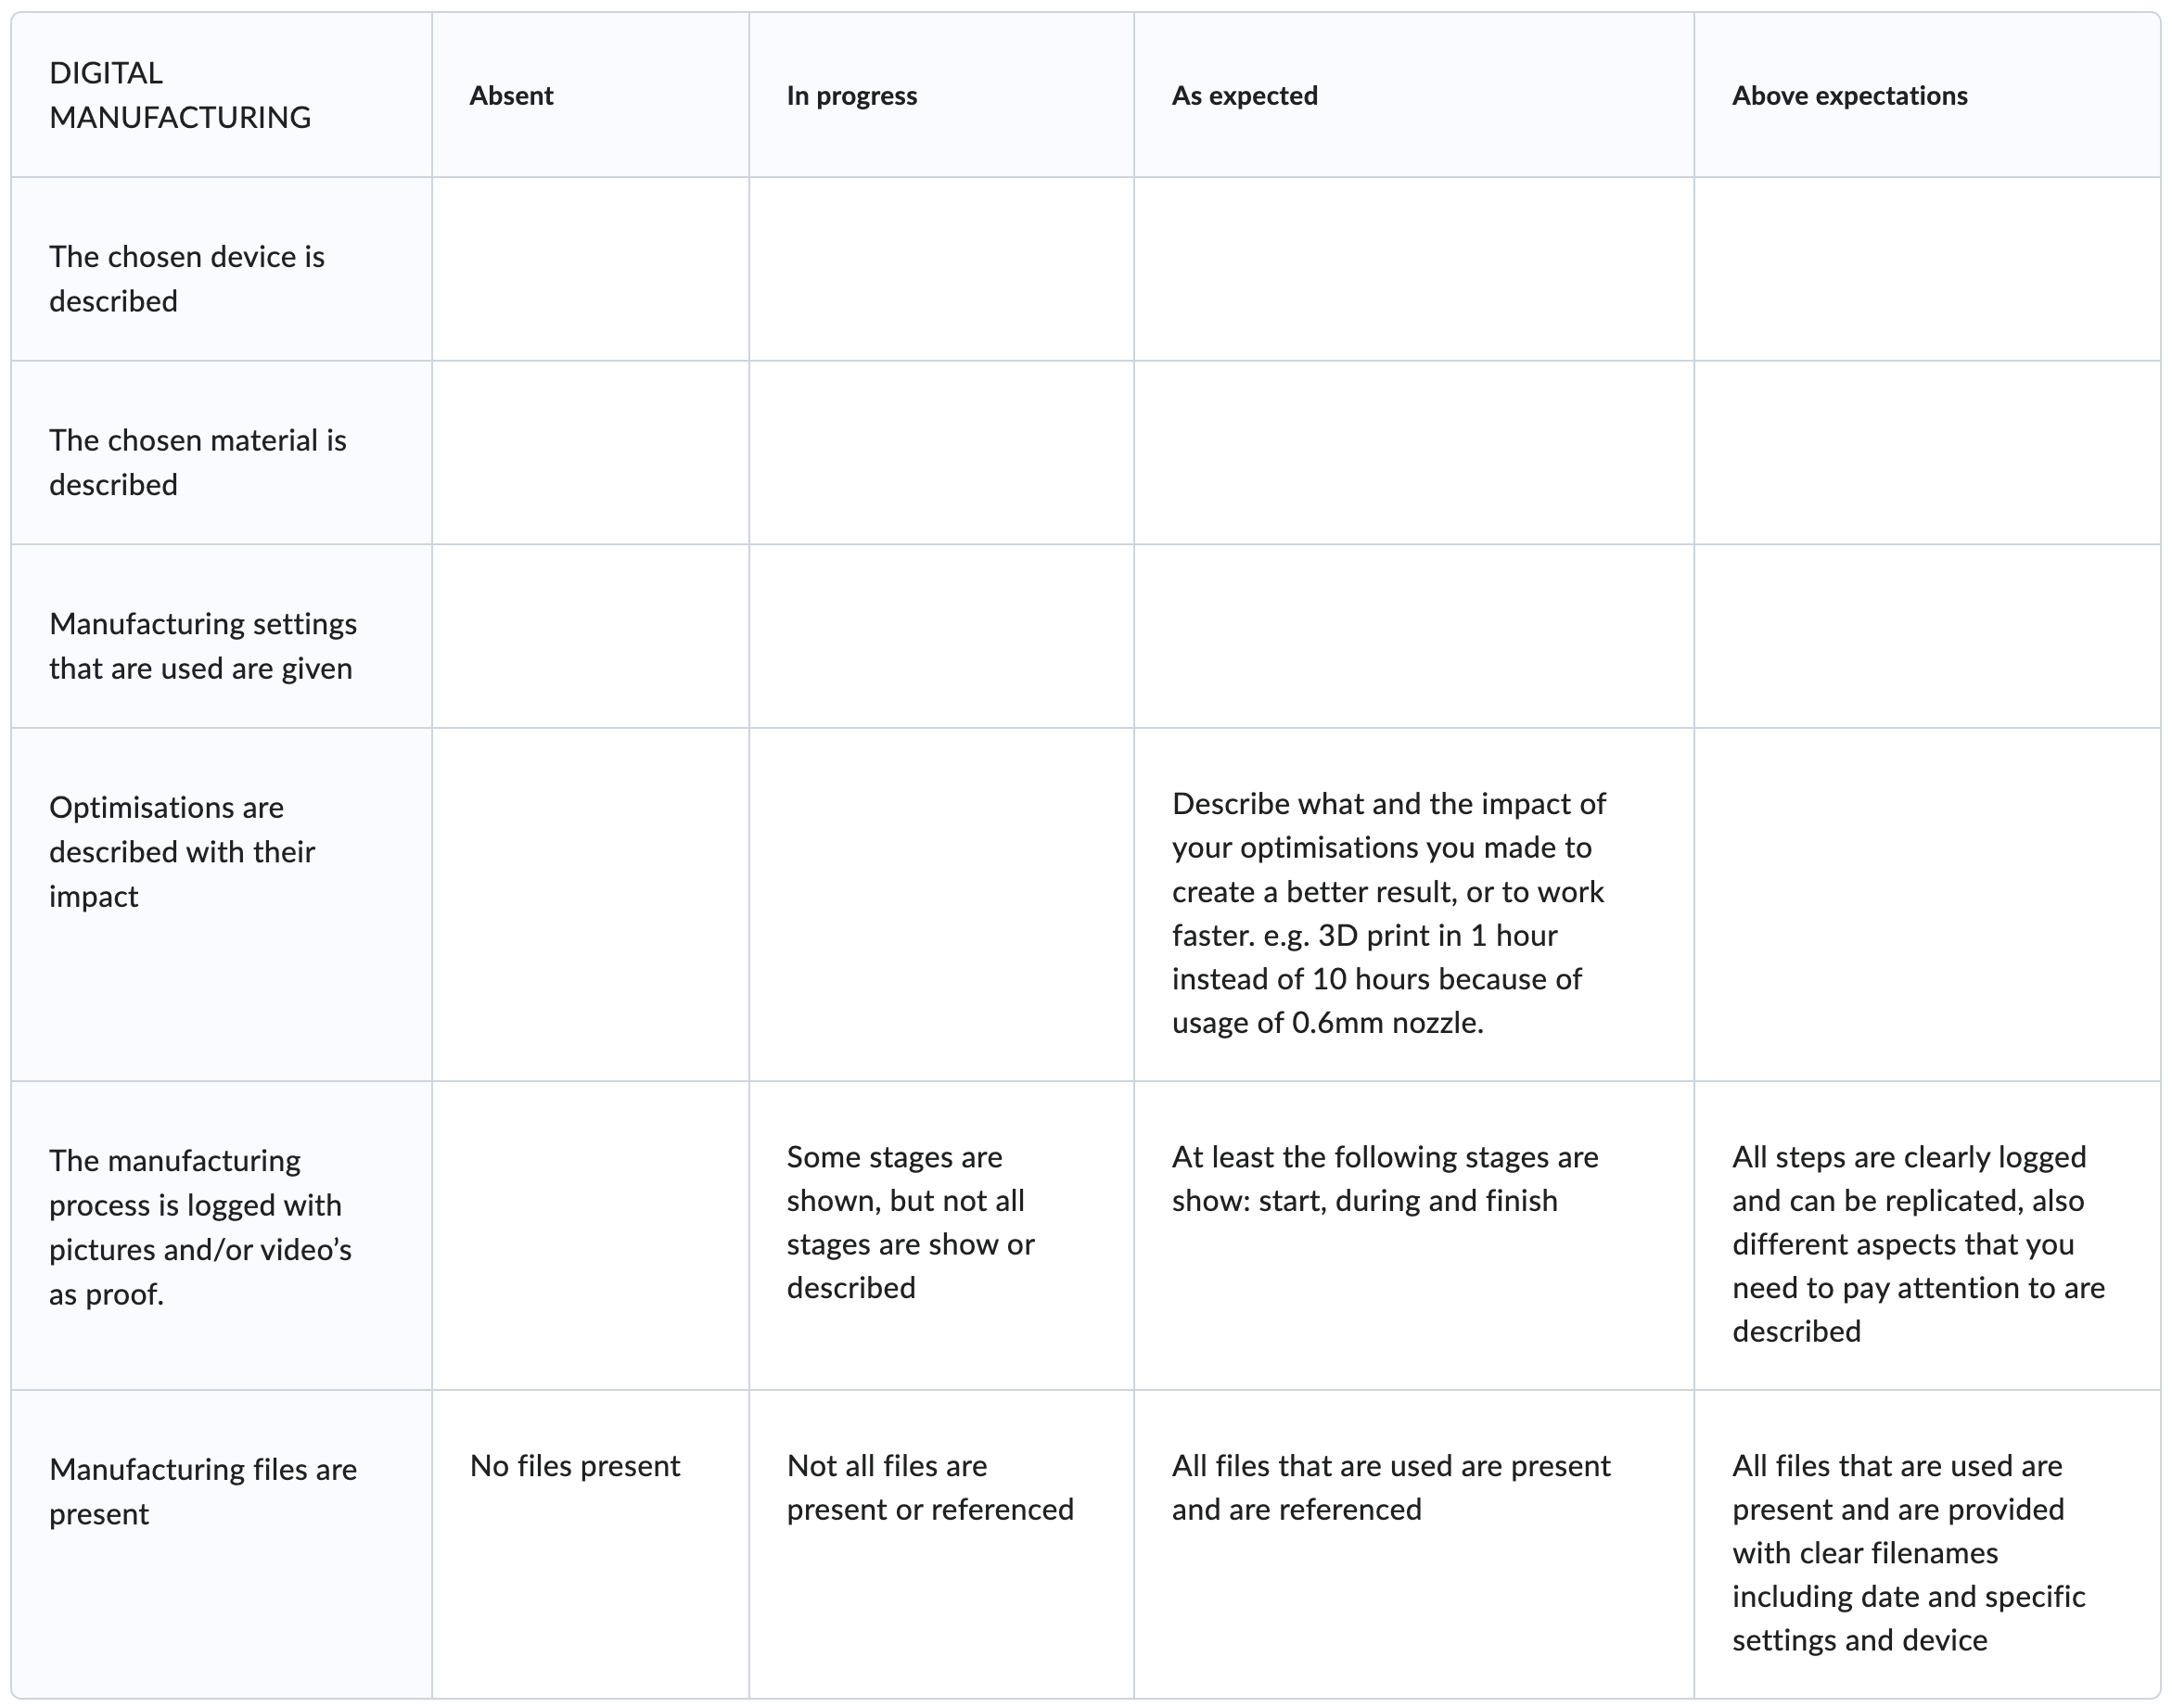 DIGITAL
MANUFACTURING
Absent
In progress
As expected
Above expectations
The chosen device is
described
The chosen material is
described
Manufacturing settings
that are used are given
Optimisations are
described with their
impact
Describe what and the impact of
your optimisations you made to
create a better result, or to work
faster. e.g. 3D print in 1 hour
instead of 10 hours because of
usage of 0.6mm nozzle.
The manufacturing
process is logged with
pictures and/or video’s
as proof.
Some stages are
shown, but not all
stages are show or
described
At least the following stages are
show: start, during and finish
All steps are clearly logged
and can be replicated, also
different aspects that you
need to pay attention to are
described
Manufacturing files are
present
No files present
Not all files are
present or referenced
All files that are used are present
and are referenced
All files that are used are
present and are provided
with clear filenames
including date and specific
settings and device